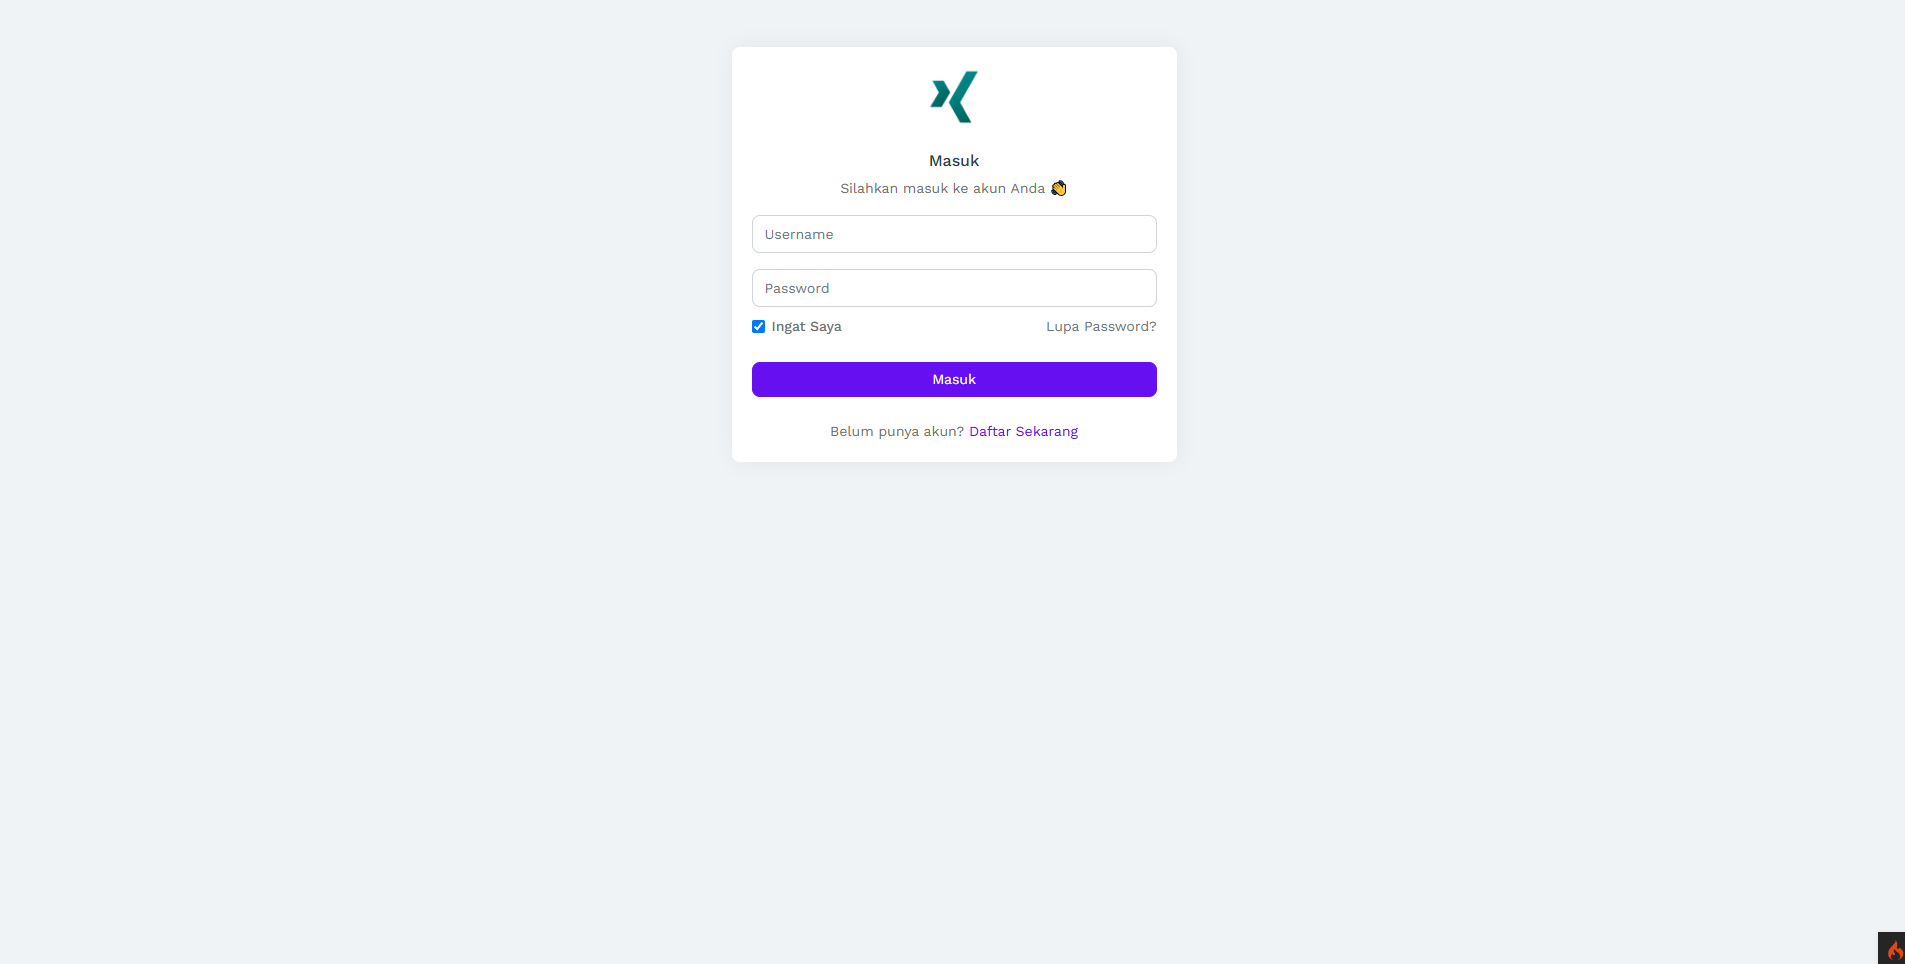 Masuk
Silahkan masuk ke akun Anda 👏
Username
Password
Ingat Saya
Lupa Password?
Masuk
Belum punya akun? Daftar Sekarang